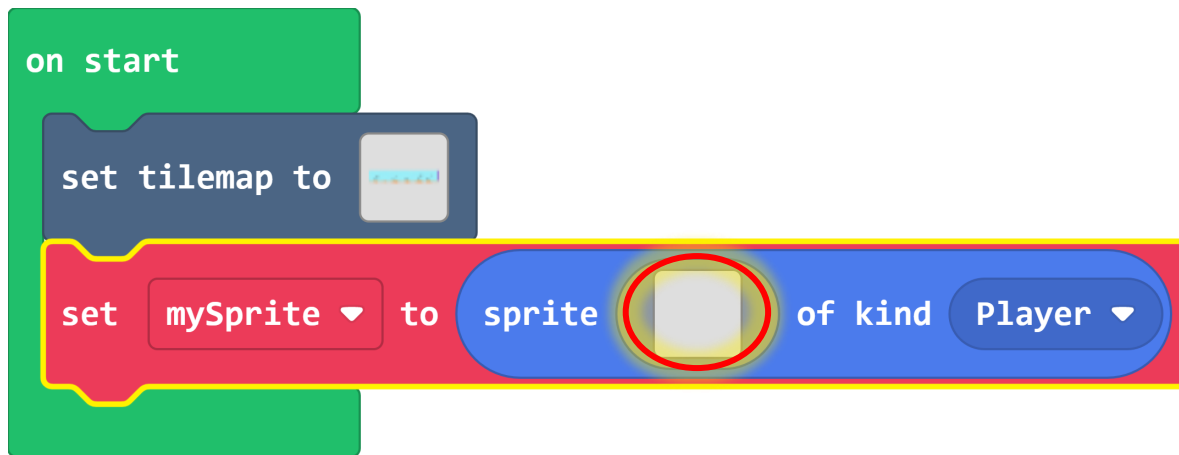 on start
set tilemap to
set mySprite to sprite of kind Player